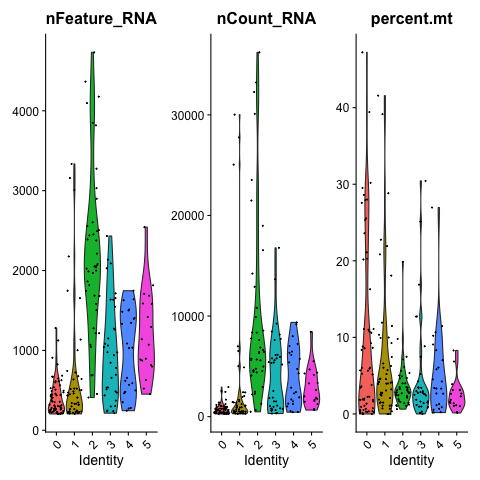 nFeature_RNA
4000
3000
2000
1000
0
0 1 2 3 4 5
Identity
nCount_RNA
30000
20000
10000
0
0 1 2 3 4 5
Identity
percent.mt
40
30
20
10
0
0 1 2 3 4 5
Identity